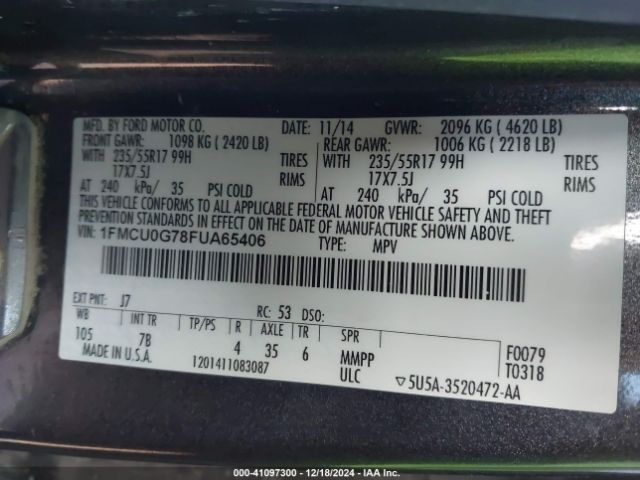 MFD. BY FORD MOTOR CO. DATE: 11/14 GVWR: 2096 KG ( 4620 LB)
FRONT GAWR: 1098 KG ( 2420 LB) REAR GAWR: 1006 KG ( 2218 LB)
WITH 235/55R17 99H TIRES WITH 235/55R17 99H TIRES
17X7.5J RIMS 17X7.5J RIMS
AT 240 kPa/ 35 PSI COLD AT 240 kPa/ 35 PSI COLD
THIS VEHICLE CONFORMS TO ALL APPLICABLE FEDERAL MOTOR VEHICLE SAFETY AND THEFT
PREVENTION STANDARDS IN EFFECT ON THE DATE OF MANUFACTURE SHOWN ABOVE.
VIN: 1FMCU0G78FUA65406 TYPE: MPV
EXT PNT: J7 RC: 53 DSO:
WB INT TR TP/PS R AXLE TR SPR
105 7B 4 35 6 MMPP F0079
MADE IN U.S.A. 1201411083087 ULC T0318
▽5U5A-3520472-AA
000-41097300 - 12/18/2024 - IAA Inc.